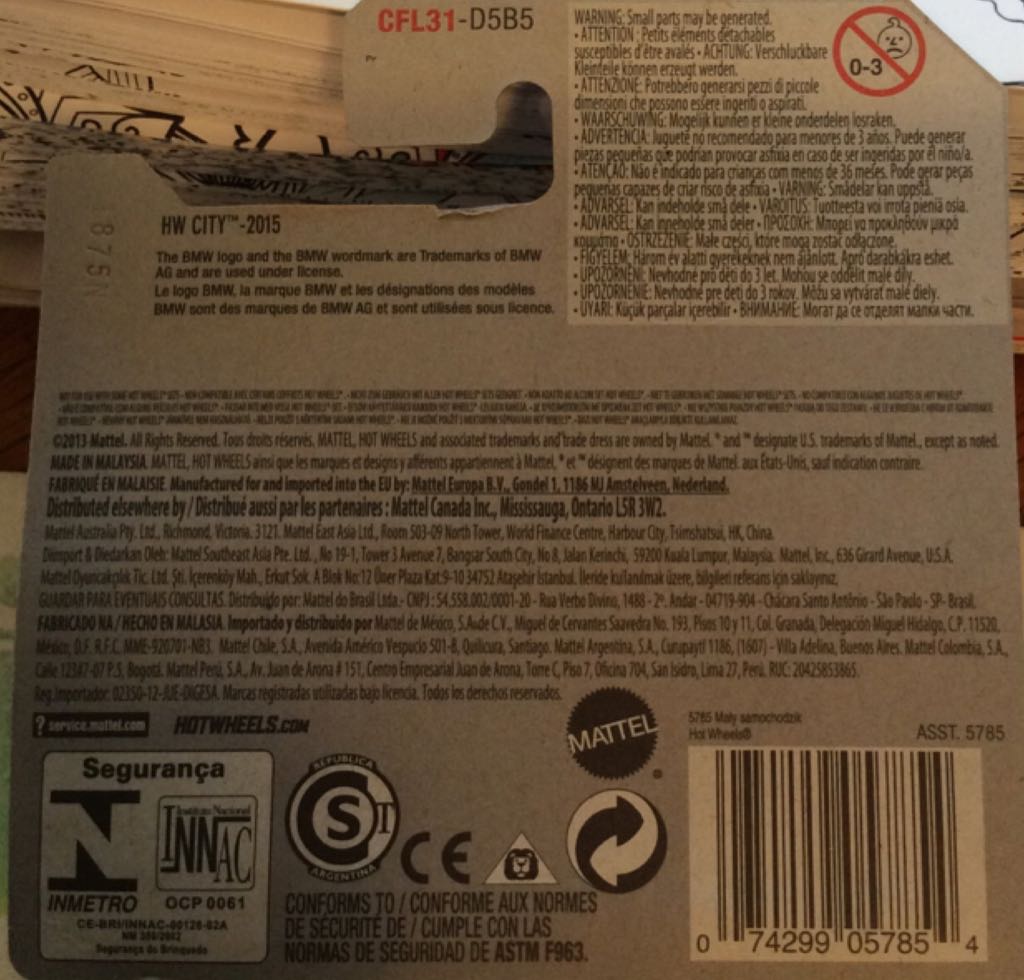 CFL31-D5B5
PY
WARNING: Small parts may be generated.
• ATTENTION : Petits éléments détachables
susceptibles d'être avalés • ACHTUNG: Verschluckbare
Kleinteile können erzeugt werden.
• ATTENZIONE: Potrebbero generarsi pezzi di piccole
dimensioni che possono essere ingeriti o aspirati.
• WAARSCHUWING: Mogelijk kunnen er kleine onderdelen losraken.
• ADVERTENCIA: Juguete no recomendado para menores de 3 años. Puede generar
piezas pequeñas que podrían provocar asfixia en caso de ser ingeridas por el niño/a.
• ATENÇÃO: Não é indicado para crianças com menos de 36 meses. Pode gerar peças
pequenas capazes de criar risco de asfixia • VARNING: Smådelar kan uppstå.
• ADVARSEL: Kan indeholde små dele • VAROITUS: Tuotteesta voi irrota pieniä osia.
• ADVARSEL: Kan inneholde små deler • ΠΡΟΣΟΧΗ: Μπορεί να προκληθούν μικρά
κομμάτια • OSTRZEŻENIE: Małe części, które mogą zostać odłączone.
• FIGYELEM: Három év alatti gyerekeknek nem ajánlott. Apró darabkákra eshet.
• UPOZORNĚNÍ: Nevhodné pro děti do 3 let. Mohou se oddělit malé díly.
• UPOZORNENIE: Nevhodné pre deti do 3 rokov. Môžu sa vytvárať malé diely.
• UYARI: Küçük parçalar içerebilir • ВНИМАНИЕ: Могат да се отделят малки части.
0-3
875N
HW CITY™-2015
The BMW logo and the BMW wordmark are Trademarks of BMW
AG and are used under license.
Le logo BMW, la marque BMW et les désignations des modèles
BMW sont des marques de BMW AG et sont utilisées sous licence.
©2013 Mattel. All Rights Reserved. Tous droits réservés. MATTEL, HOT WHEELS and associated trademarks and trade dress are owned by Mattel. ® and ™ designate U.S. trademarks of Mattel., except as noted.
MADE IN MALAYSIA. MATTEL, HOT WHEELS ainsi que les marques et designs y afférents appartiennent à Mattel. ® et ™ désignent des marques de Mattel. aux États-Unis, sauf indication contraire.
FABRIQUÉ EN MALAISIE. Manufactured for and imported into the EU by: Mattel Europa B.V., Gondel 1, 1186 MJ Amstelveen, Nederland.
Distributed elsewhere by / Distribué aussi par les partenaires : Mattel Canada Inc., Mississauga, Ontario L5R 3W2.
Mattel Australia Pty. Ltd., Richmond, Victoria. 3121. Mattel East Asia Ltd., Room 503-09 North Tower, World Finance Centre, Harbour City, Tsimshatsui, HK, China.
Diimport & Diedarkan Oleh: Mattel Southeast Asia Pte. Ltd., No 19-1, Tower 3 Avenue 7, Bangsar South City, No 8, Jalan Kerinchi, 59200 Kuala Lumpur, Malaysia. Mattel, Inc., 636 Girard Avenue, U.S.A.
Mattel Oyuncakçılık Tic. Ltd. Şti. İçerenköy Mah., Erkut Sok. A Blok No:12 Üner Plaza Kat:9-10 34752 Ataşehir İstanbul. İleride kullanılmak üzere, bilgileri referans için saklayınız.
GUARDAR PARA EVENTUAIS CONSULTAS. Distribuído por: Mattel do Brasil Ltda.- CNPJ : 54.558.002/0001-20 - Rua Verbo Divino, 1488 - 2º. Andar - 04719-904 - Chácara Santo Antônio - São Paulo - SP- Brasil.
FABRICADO NA / HECHO EN MALASIA. Importado y distribuido por Mattel de México, S.A.de C.V., Miguel de Cervantes Saavedra No. 193, Pisos 10 y 11, Col. Granada, Delegación Miguel Hidalgo, C.P. 11520,
México, D.F. R.F.C. MME-920701-NB3. Mattel Chile, S.A., Avenida Américo Vespucio 501-B, Quilicura, Santiago. Mattel Argentina, S.A., Curupaytí 1186, (1607) - Villa Adelina, Buenos Aires. Mattel Colombia, S.A.,
Calle 123#7-07 P.5, Bogotá. Mattel Perú, S.A., Av. Juan de Arona # 151, Centro Empresarial Juan de Arona, Torre C, Piso 7, Oficina 704, San Isidro, Lima 27, Perú. RUC: 20425853865.
Reg.Importador: 02350-12-JUE-DIGESA. Marcas registradas utilizadas bajo licencia. Todos los derechos reservados.
? service.mattel.com HOTWHEELS.COM
MATTEL
5785 Mały samochodzik
Hot Wheels®
ASST. 5785
Segurança
Instituto Nacional
INNAC
INMETRO OCP 0061
CE-BRI/INNAC-00126-02A
NM 300/2002
Segurança do Brinquedo
REPUBLICA
S T
ARGENTINA
CE
CONFORMS TO / CONFORME AUX NORMES
DE SÉCURITÉ DE / CUMPLE CON LAS
NORMAS DE SEGURIDAD DE ASTM F963.
0 74299 05785 4